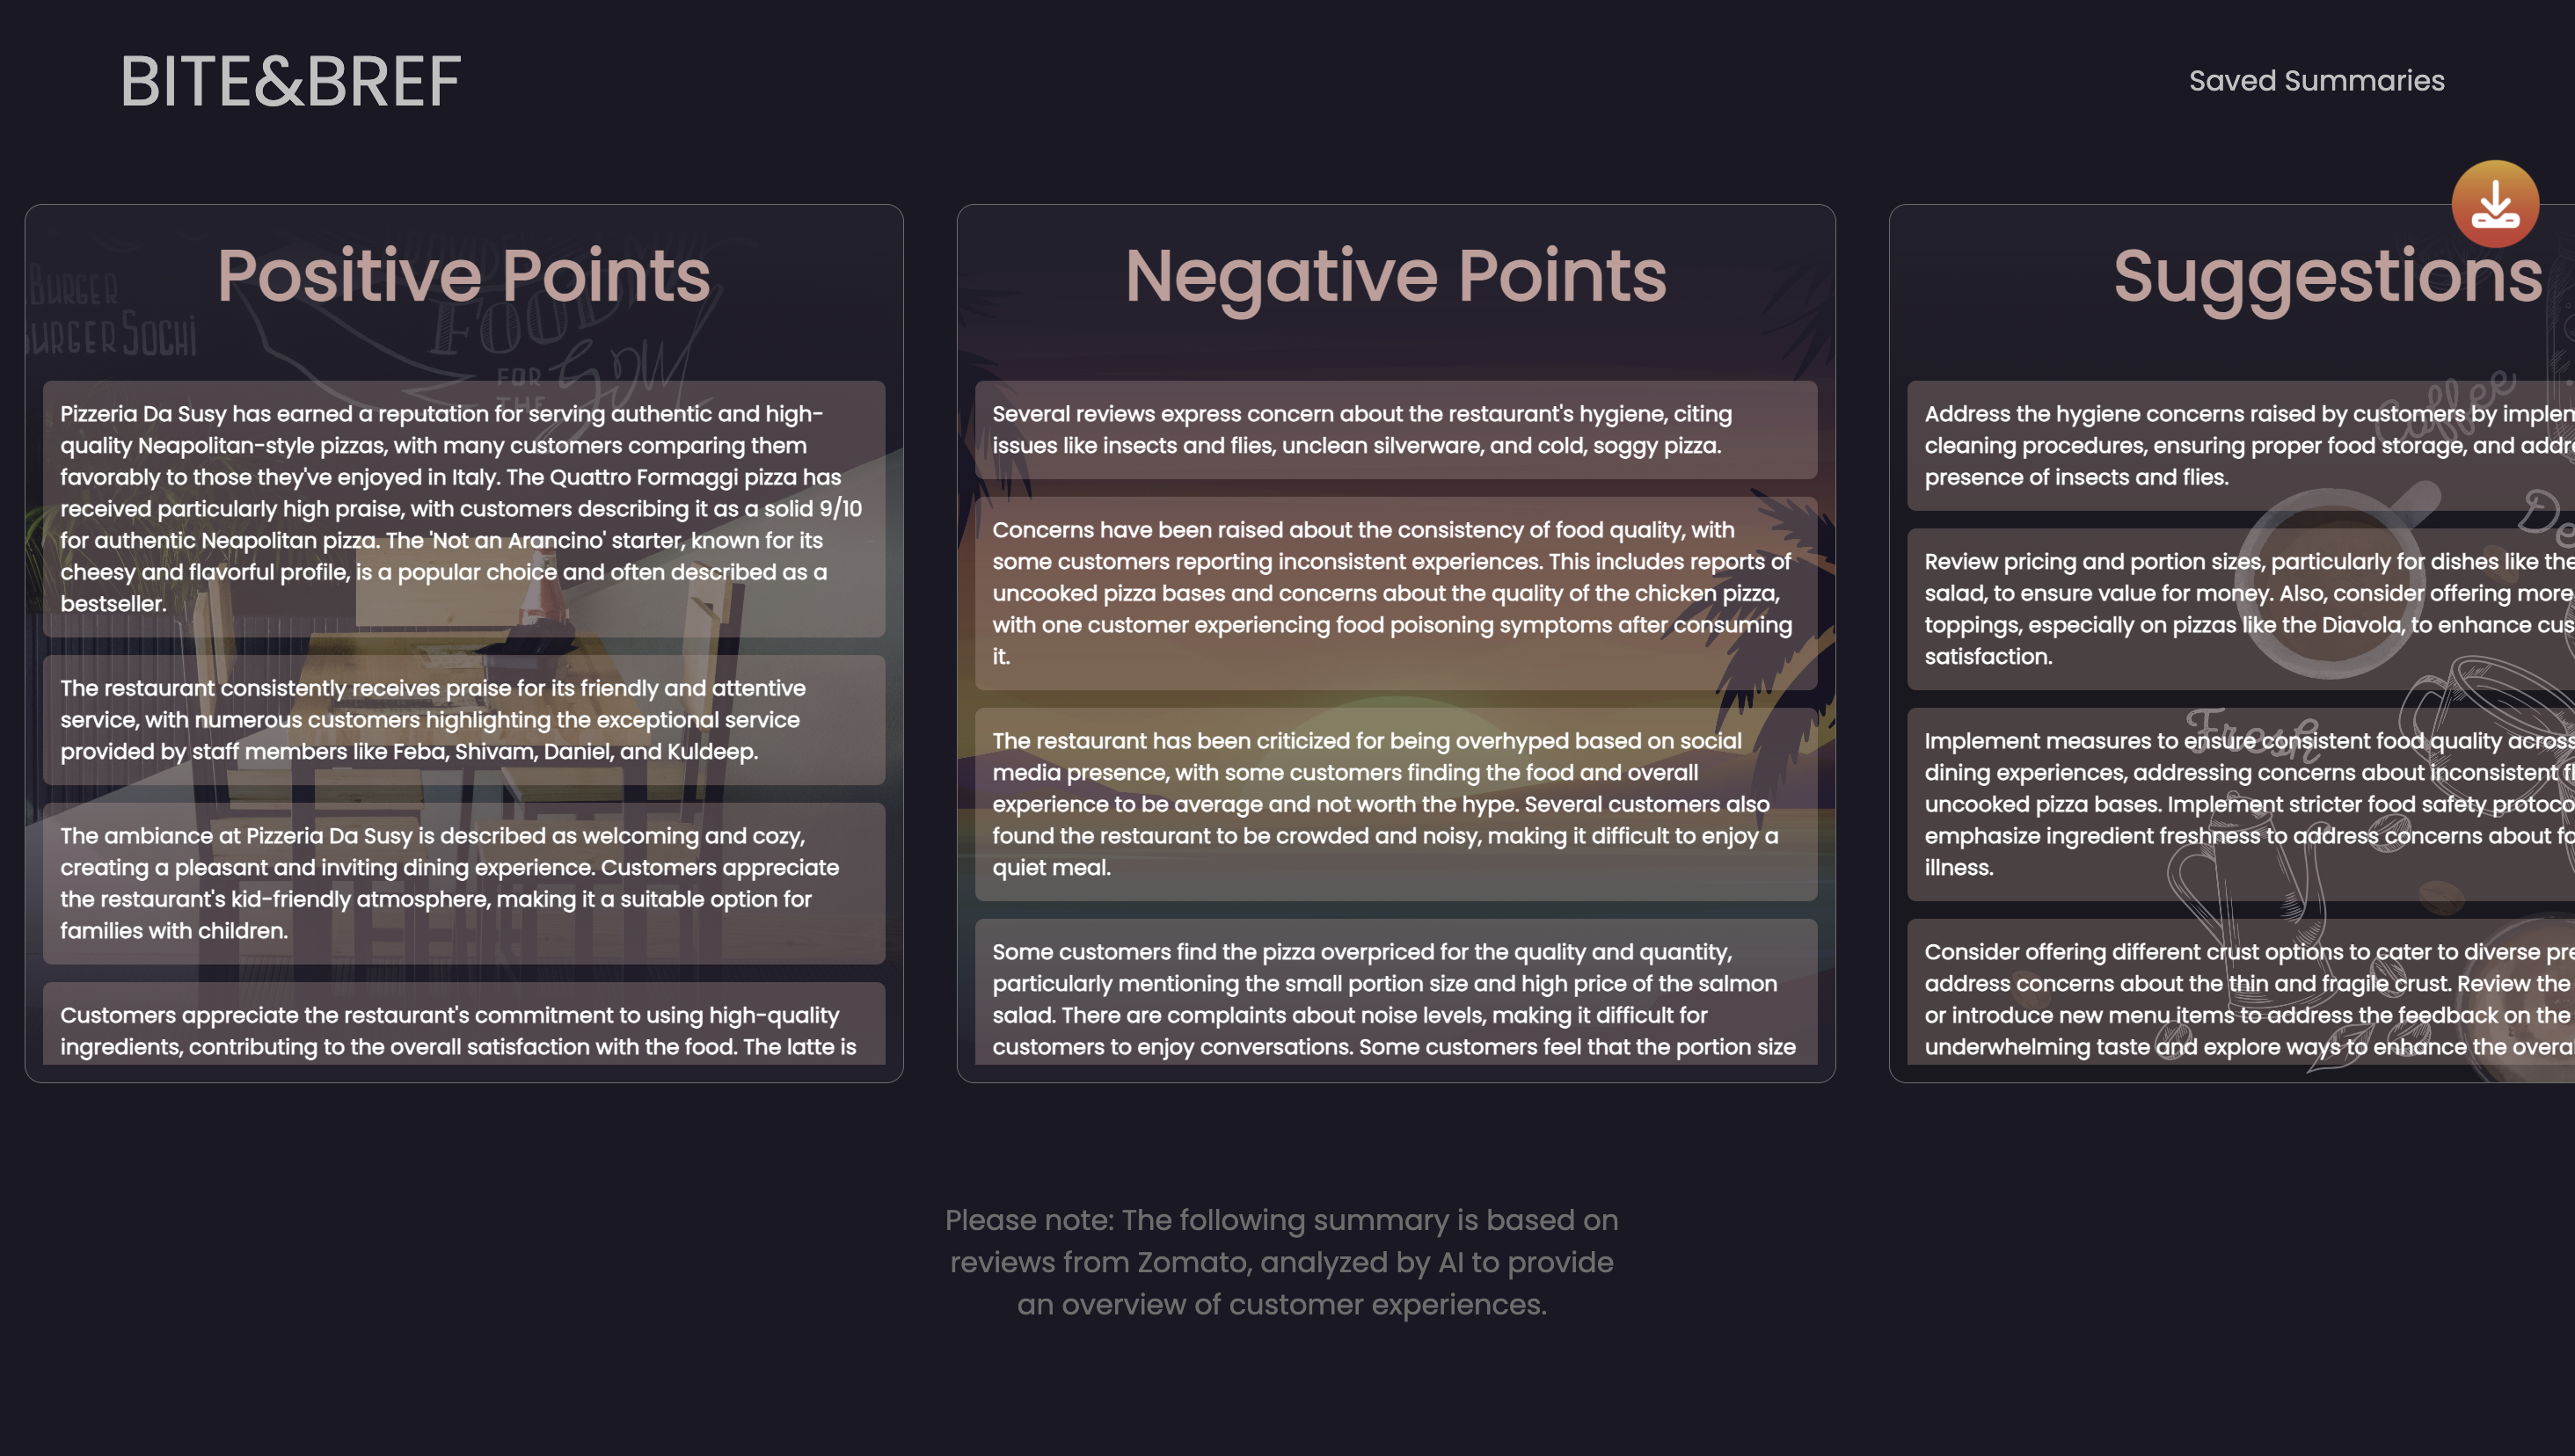 BITE&BREF
Saved Summaries
Positive Points
BURGER
BURGER SOCHI
FOOD
FOR
THE
Soul
Pizzeria Da Susy has earned a reputation for serving authentic and high-
quality Neapolitan-style pizzas, with many customers comparing them
favorably to those they've enjoyed in Italy. The Quattro Formaggi pizza has
received particularly high praise, with customers describing it as a solid 9/10
for authentic Neapolitan pizza. The 'Not an Arancino' starter, known for its
cheesy and flavorful profile, is a popular choice and often described as a
bestseller.
The restaurant consistently receives praise for its friendly and attentive
service, with numerous customers highlighting the exceptional service
provided by staff members like Feba, Shivam, Daniel, and Kuldeep.
The ambiance at Pizzeria Da Susy is described as welcoming and cozy,
creating a pleasant and inviting dining experience. Customers appreciate
the restaurant's kid-friendly atmosphere, making it a suitable option for
families with children.
Customers appreciate the restaurant's commitment to using high-quality
ingredients, contributing to the overall satisfaction with the food. The latte is
Negative Points
Several reviews express concern about the restaurant's hygiene, citing
issues like insects and flies, unclean silverware, and cold, soggy pizza.
Concerns have been raised about the consistency of food quality, with
some customers reporting inconsistent experiences. This includes reports of
uncooked pizza bases and concerns about the quality of the chicken pizza,
with one customer experiencing food poisoning symptoms after consuming
it.
The restaurant has been criticized for being overhyped based on social
media presence, with some customers finding the food and overall
experience to be average and not worth the hype. Several customers also
found the restaurant to be crowded and noisy, making it difficult to enjoy a
quiet meal.
Some customers find the pizza overpriced for the quality and quantity,
particularly mentioning the small portion size and high price of the salmon
salad. There are complaints about noise levels, making it difficult for
customers to enjoy conversations. Some customers feel that the portion size
Suggestions
Coffee
Fresh
Address the hygiene concerns raised by customers by implem
cleaning procedures, ensuring proper food storage, and addre
presence of insects and flies.
Review pricing and portion sizes, particularly for dishes like the
salad, to ensure value for money. Also, consider offering more
toppings, especially on pizzas like the Diavola, to enhance cus
satisfaction.
Implement measures to ensure consistent food quality across
dining experiences, addressing concerns about inconsistent fl
uncooked pizza bases. Implement stricter food safety protoco
emphasize ingredient freshness to address concerns about fo
illness.
Consider offering different crust options to cater to diverse pre
address concerns about the thin and fragile crust. Review the
or introduce new menu items to address the feedback on the
underwhelming taste and explore ways to enhance the overal
Please note: The following summary is based on
reviews from Zomato, analyzed by AI to provide
an overview of customer experiences.